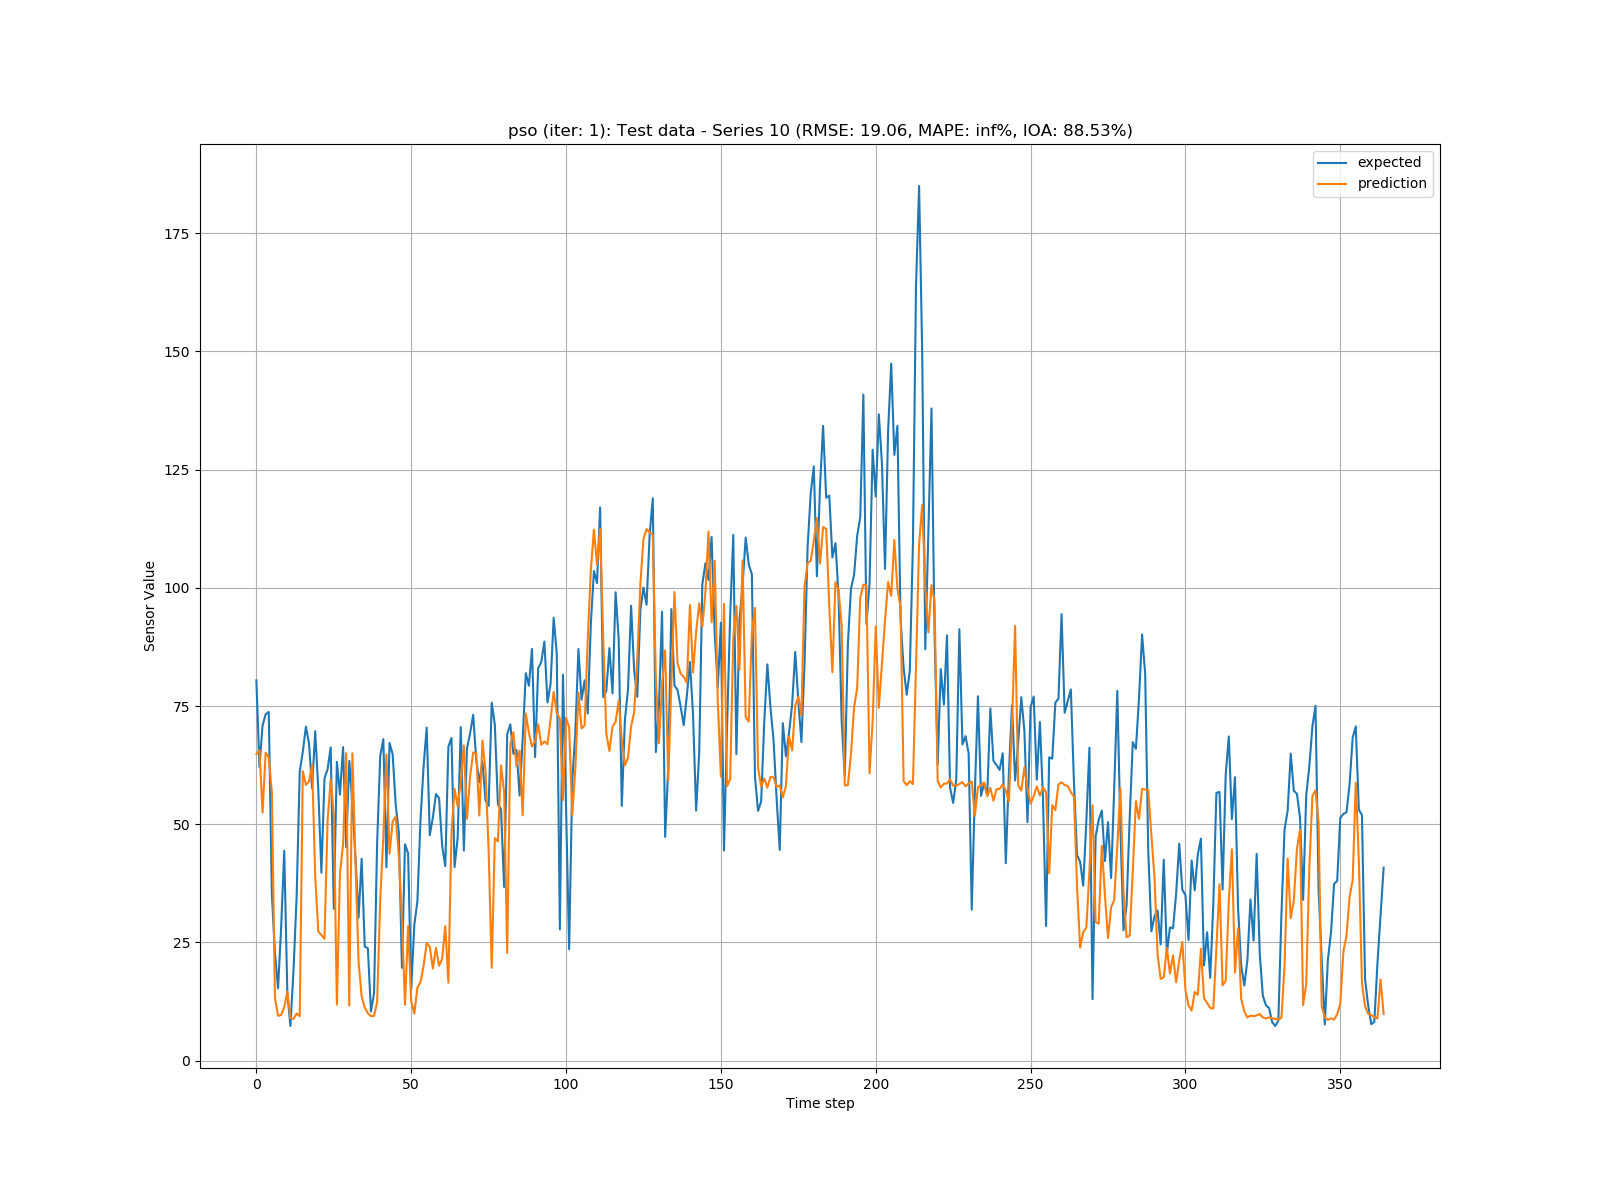 pso (iter: 1): Test data - Series 10 (RMSE: 19.06, MAPE: inf%, IOA: 88.53%)
expected
prediction
175
150
125
100
75
50
25
0
Sensor Value
0 50 100 150 200 250 300 350
Time step